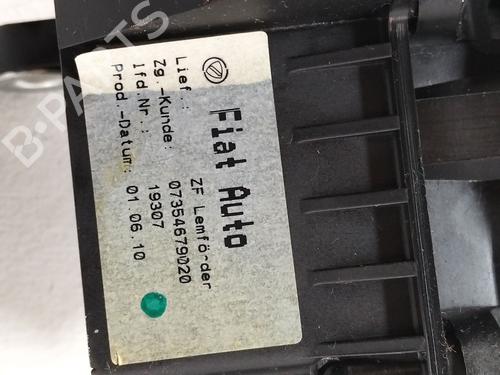 Fiat Auto
Lief.: ZF Lemförder
Zg.-Kunde: 07354679020
lfd.Nr.: 19307
Prod.-Datum: 01.06.10
B-PARTS